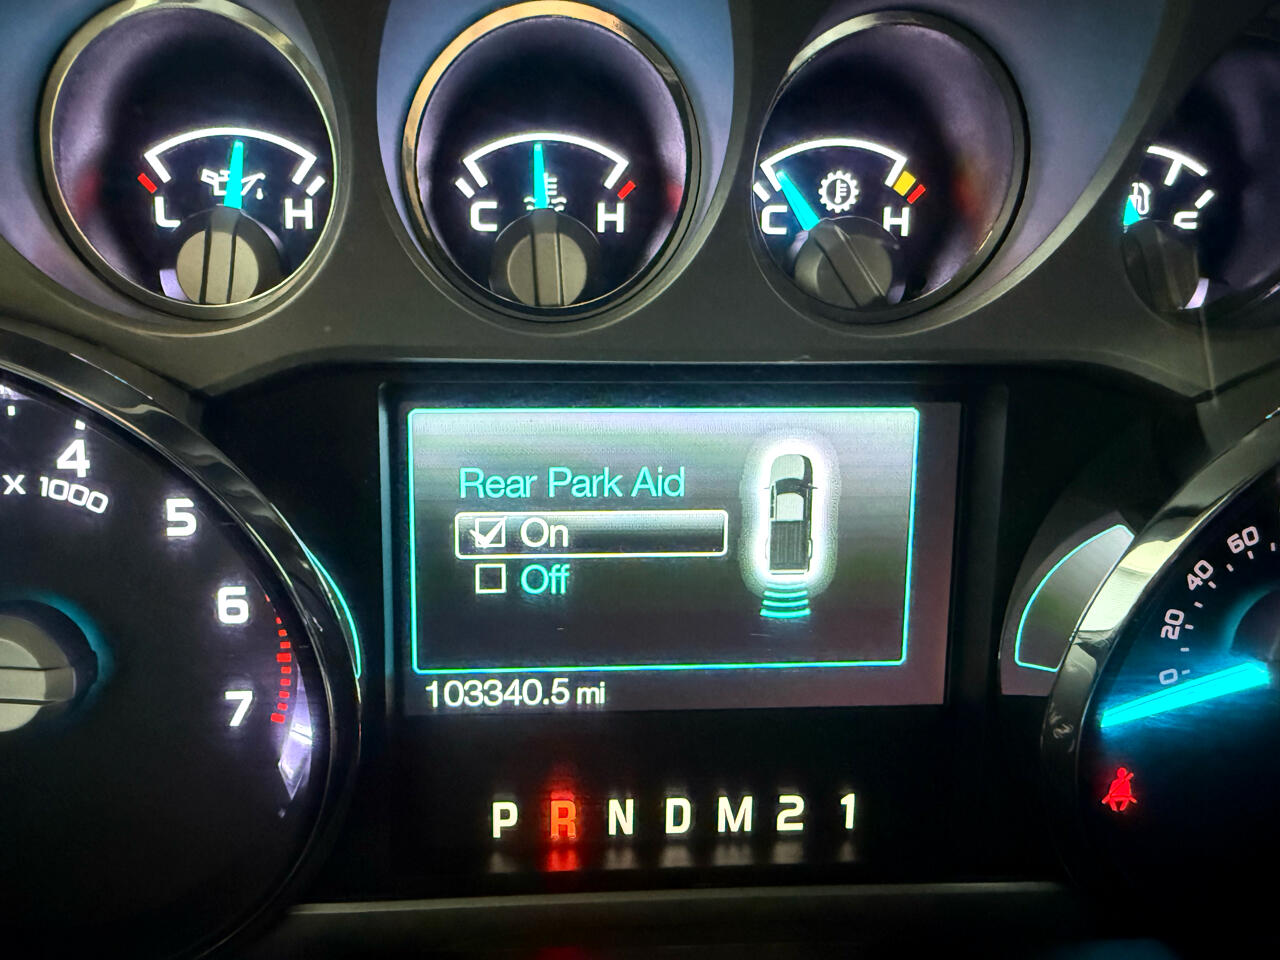 L H
C H
C H
Rear Park Aid
On
Off
103340.5 mi
4
x 1000
5
6
7
60
40
20
0
P R N D M 2 1